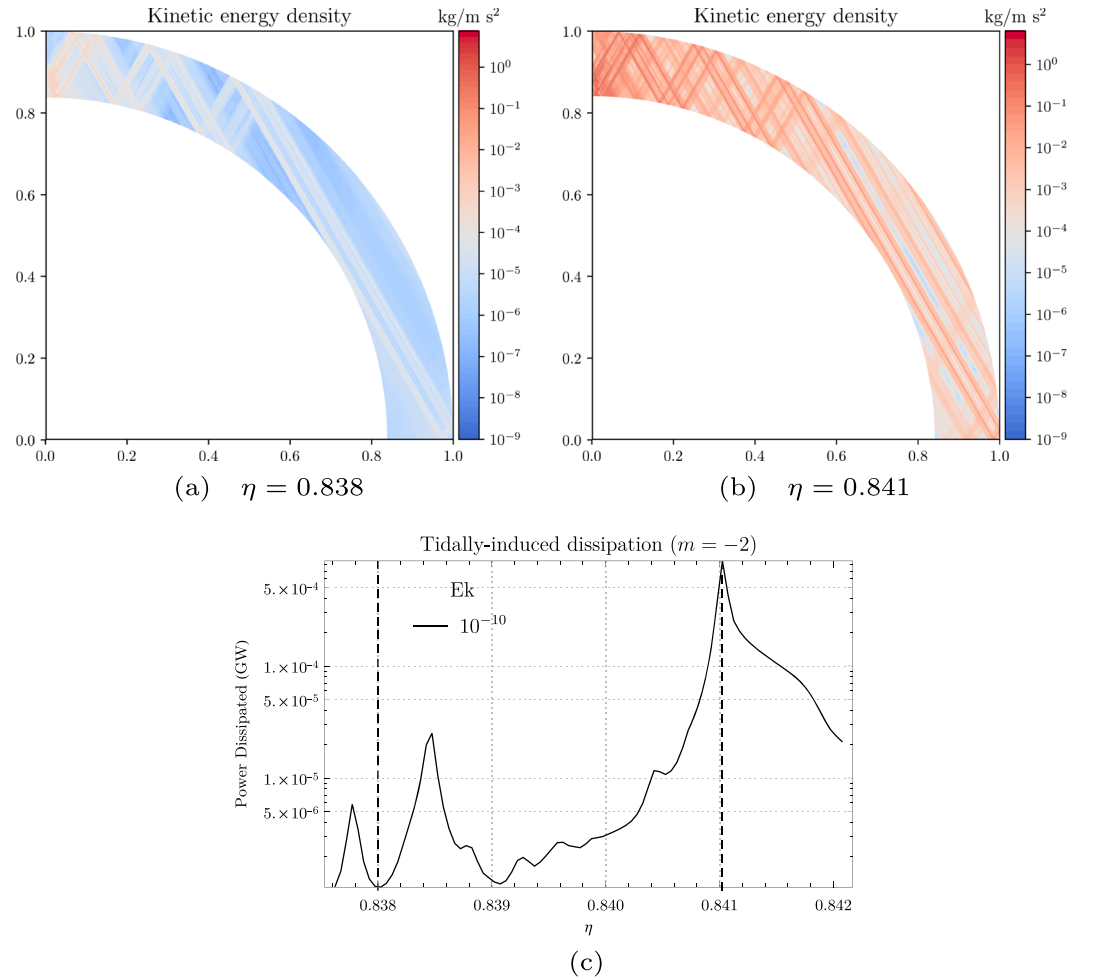 Kinetic energy density
kg/m s²
1.0
0.8
0.6
0.4
0.2
0.0
0.0 0.2 0.4 0.6 0.8 1.0
10⁰
10⁻¹
10⁻²
10⁻³
10⁻⁴
10⁻⁵
10⁻⁶
10⁻⁷
10⁻⁸
10⁻⁹
(a) η = 0.838
Kinetic energy density
kg/m s²
1.0
0.8
0.6
0.4
0.2
0.0
0.0 0.2 0.4 0.6 0.8 1.0
10⁰
10⁻¹
10⁻²
10⁻³
10⁻⁴
10⁻⁵
10⁻⁶
10⁻⁷
10⁻⁸
10⁻⁹
(b) η = 0.841
Tidally-induced dissipation (m = −2)
Power Dissipated (GW)
5.×10⁻⁴
1.×10⁻⁴
5.×10⁻⁵
1.×10⁻⁵
5.×10⁻⁶
Ek
10⁻¹⁰
0.838 0.839 0.840 0.841 0.842
η
(c)